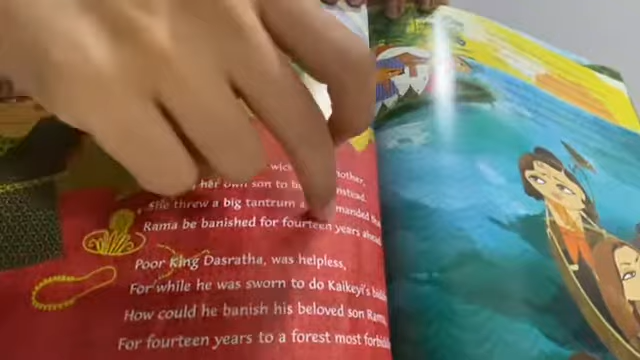 her own son to
She threw a big tantrum
Rama be banished for fourteen years
Poor King Dasratha, was helpless,
For while he was sworn to do Kaikeyi's
How could he banish his beloved son Rama
For fourteen years to a forest most